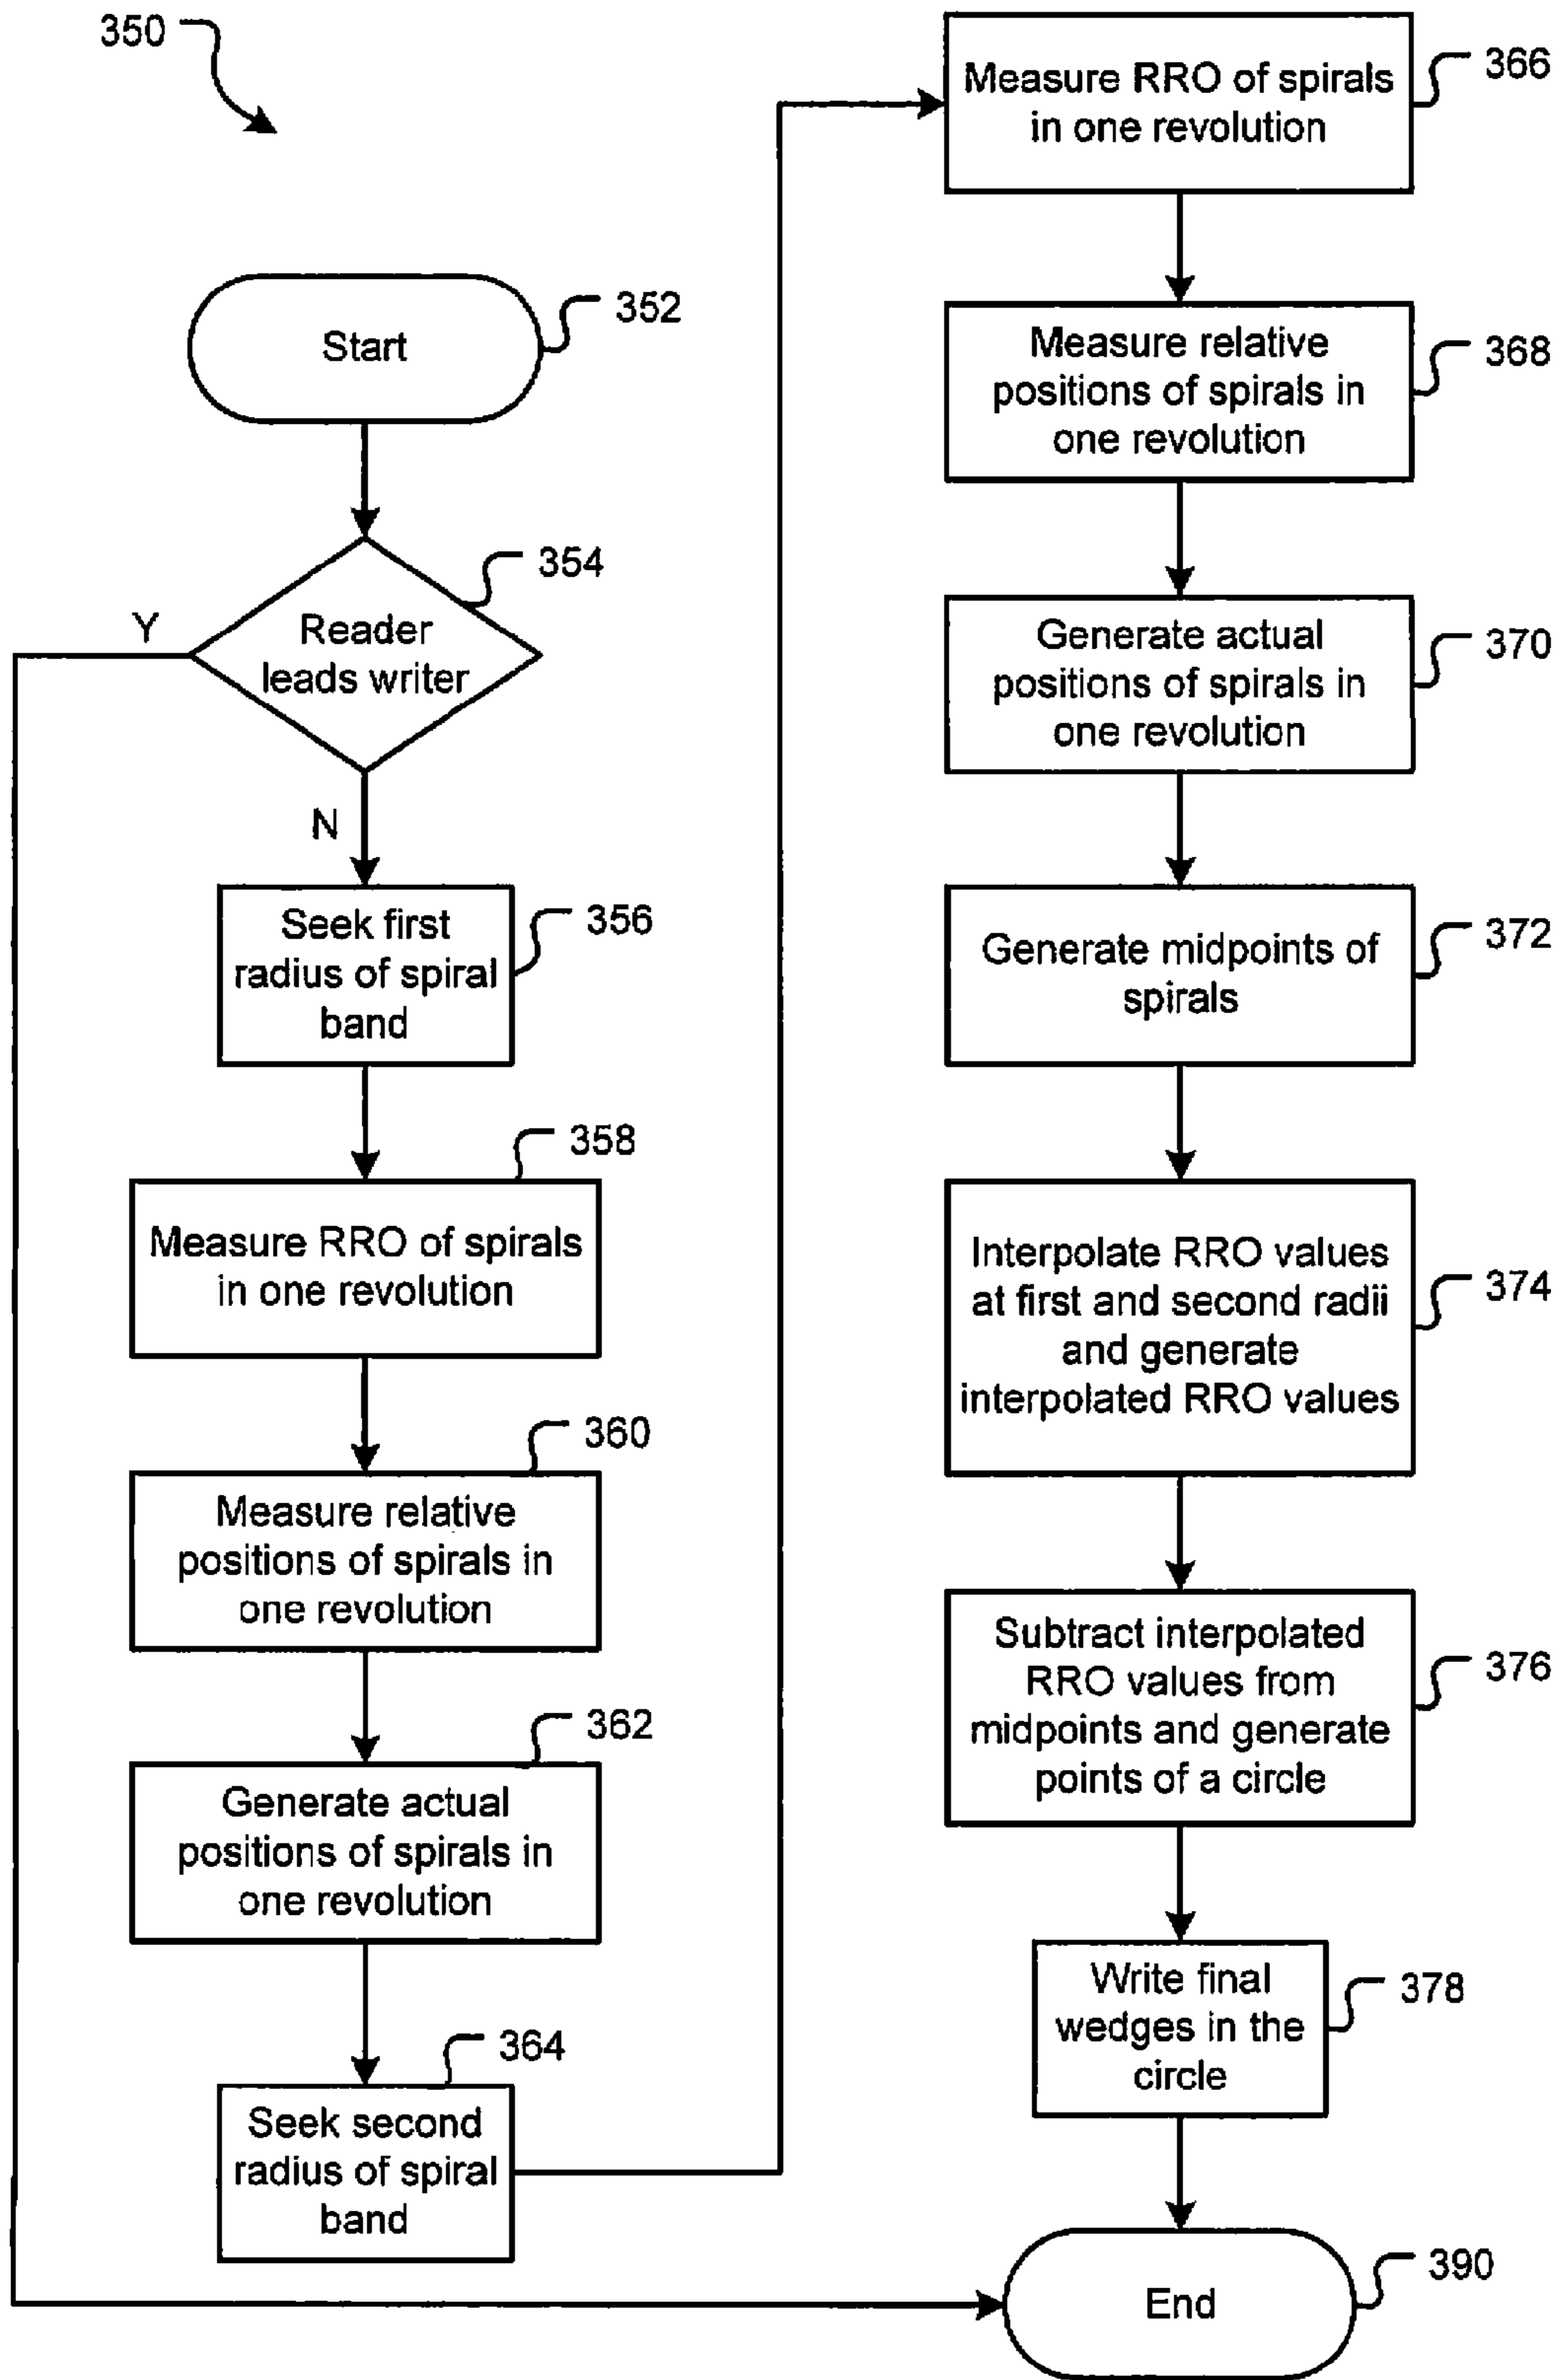 350
Start
352
Reader
leads writer
354
Y
N
Seek first
radius of spiral
band
356
Measure RRO of spirals
in one revolution
358
Measure relative
positions of spirals in
one revolution
360
Generate actual
positions of spirals in
one revolution
362
Seek second
radius of spiral
band
364
Measure RRO of spirals
in one revolution
366
Measure relative
positions of spirals in
one revolution
368
Generate actual
positions of spirals in
one revolution
370
Generate midpoints of
spirals
372
Interpolate RRO values
at first and second radii
and generate
interpolated RRO values
374
Subtract interpolated
RRO values from
midpoints and generate
points of a circle
376
Write final
wedges in the
circle
378
End
390